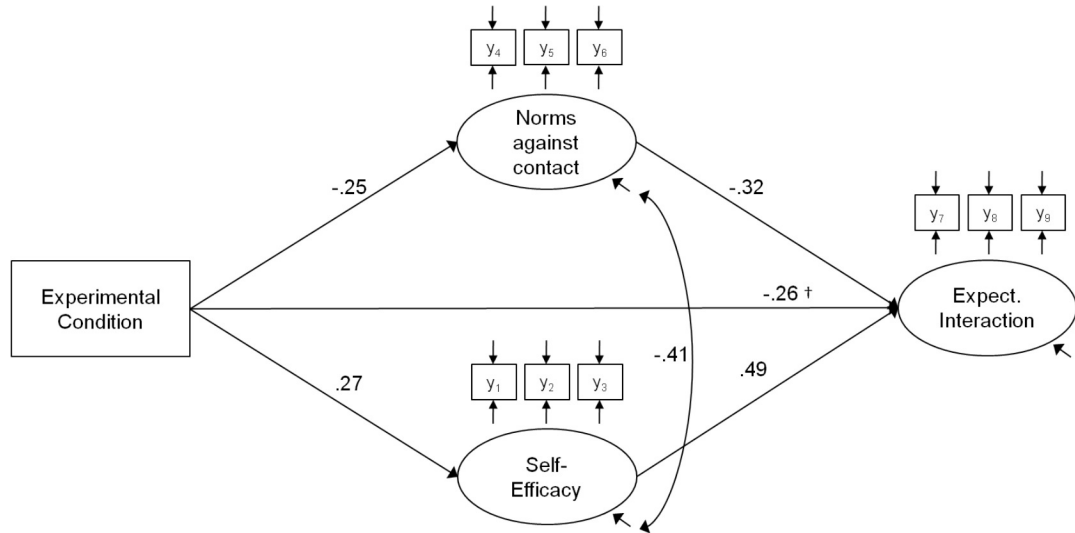 y₄ y₅ y₆
Norms
against
contact
-.25
-.32
y₇ y₈ y₉
Experimental
Condition
-.26 †
Expect.
Interaction
.27
y₁ y₂ y₃
-.41
.49
Self-
Efficacy